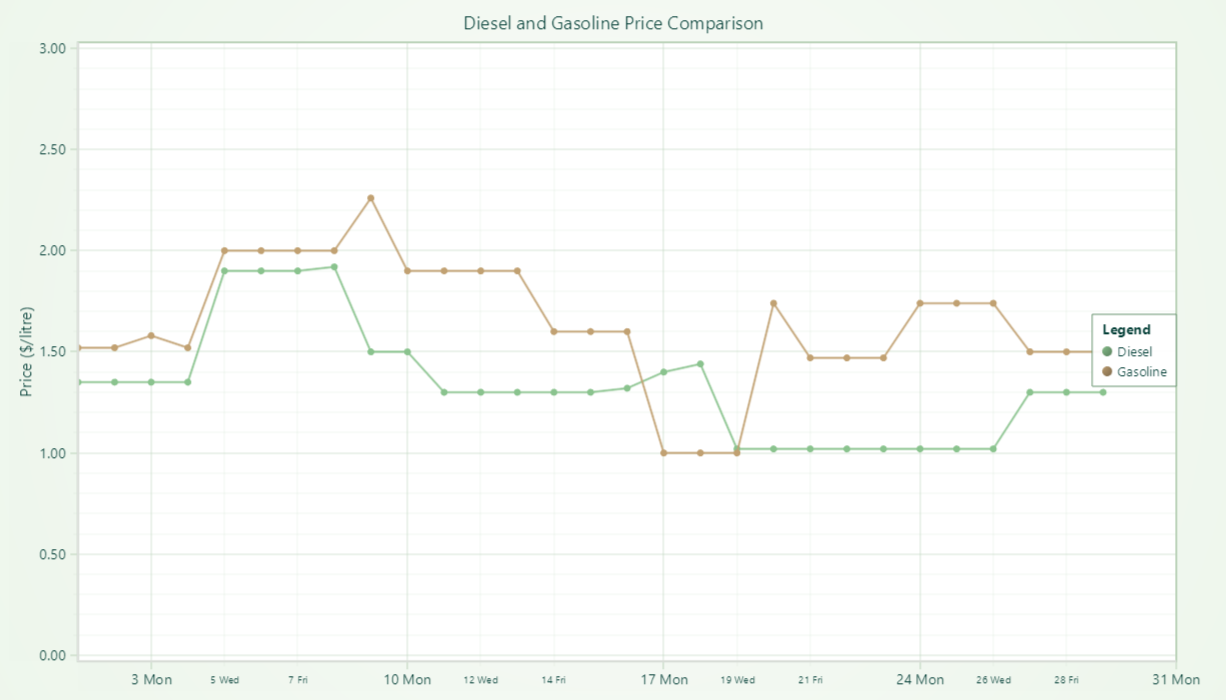 Diesel and Gasoline Price Comparison
3.00
2.50
2.00
1.50
1.00
0.50
0.00
Price ($/litre)
Legend
Diesel
Gasoline
3 Mon 5 Wed 7 Fri 10 Mon 12 Wed 14 Fri 17 Mon 19 Wed 21 Fri 24 Mon 26 Wed 28 Fri 31 Mon